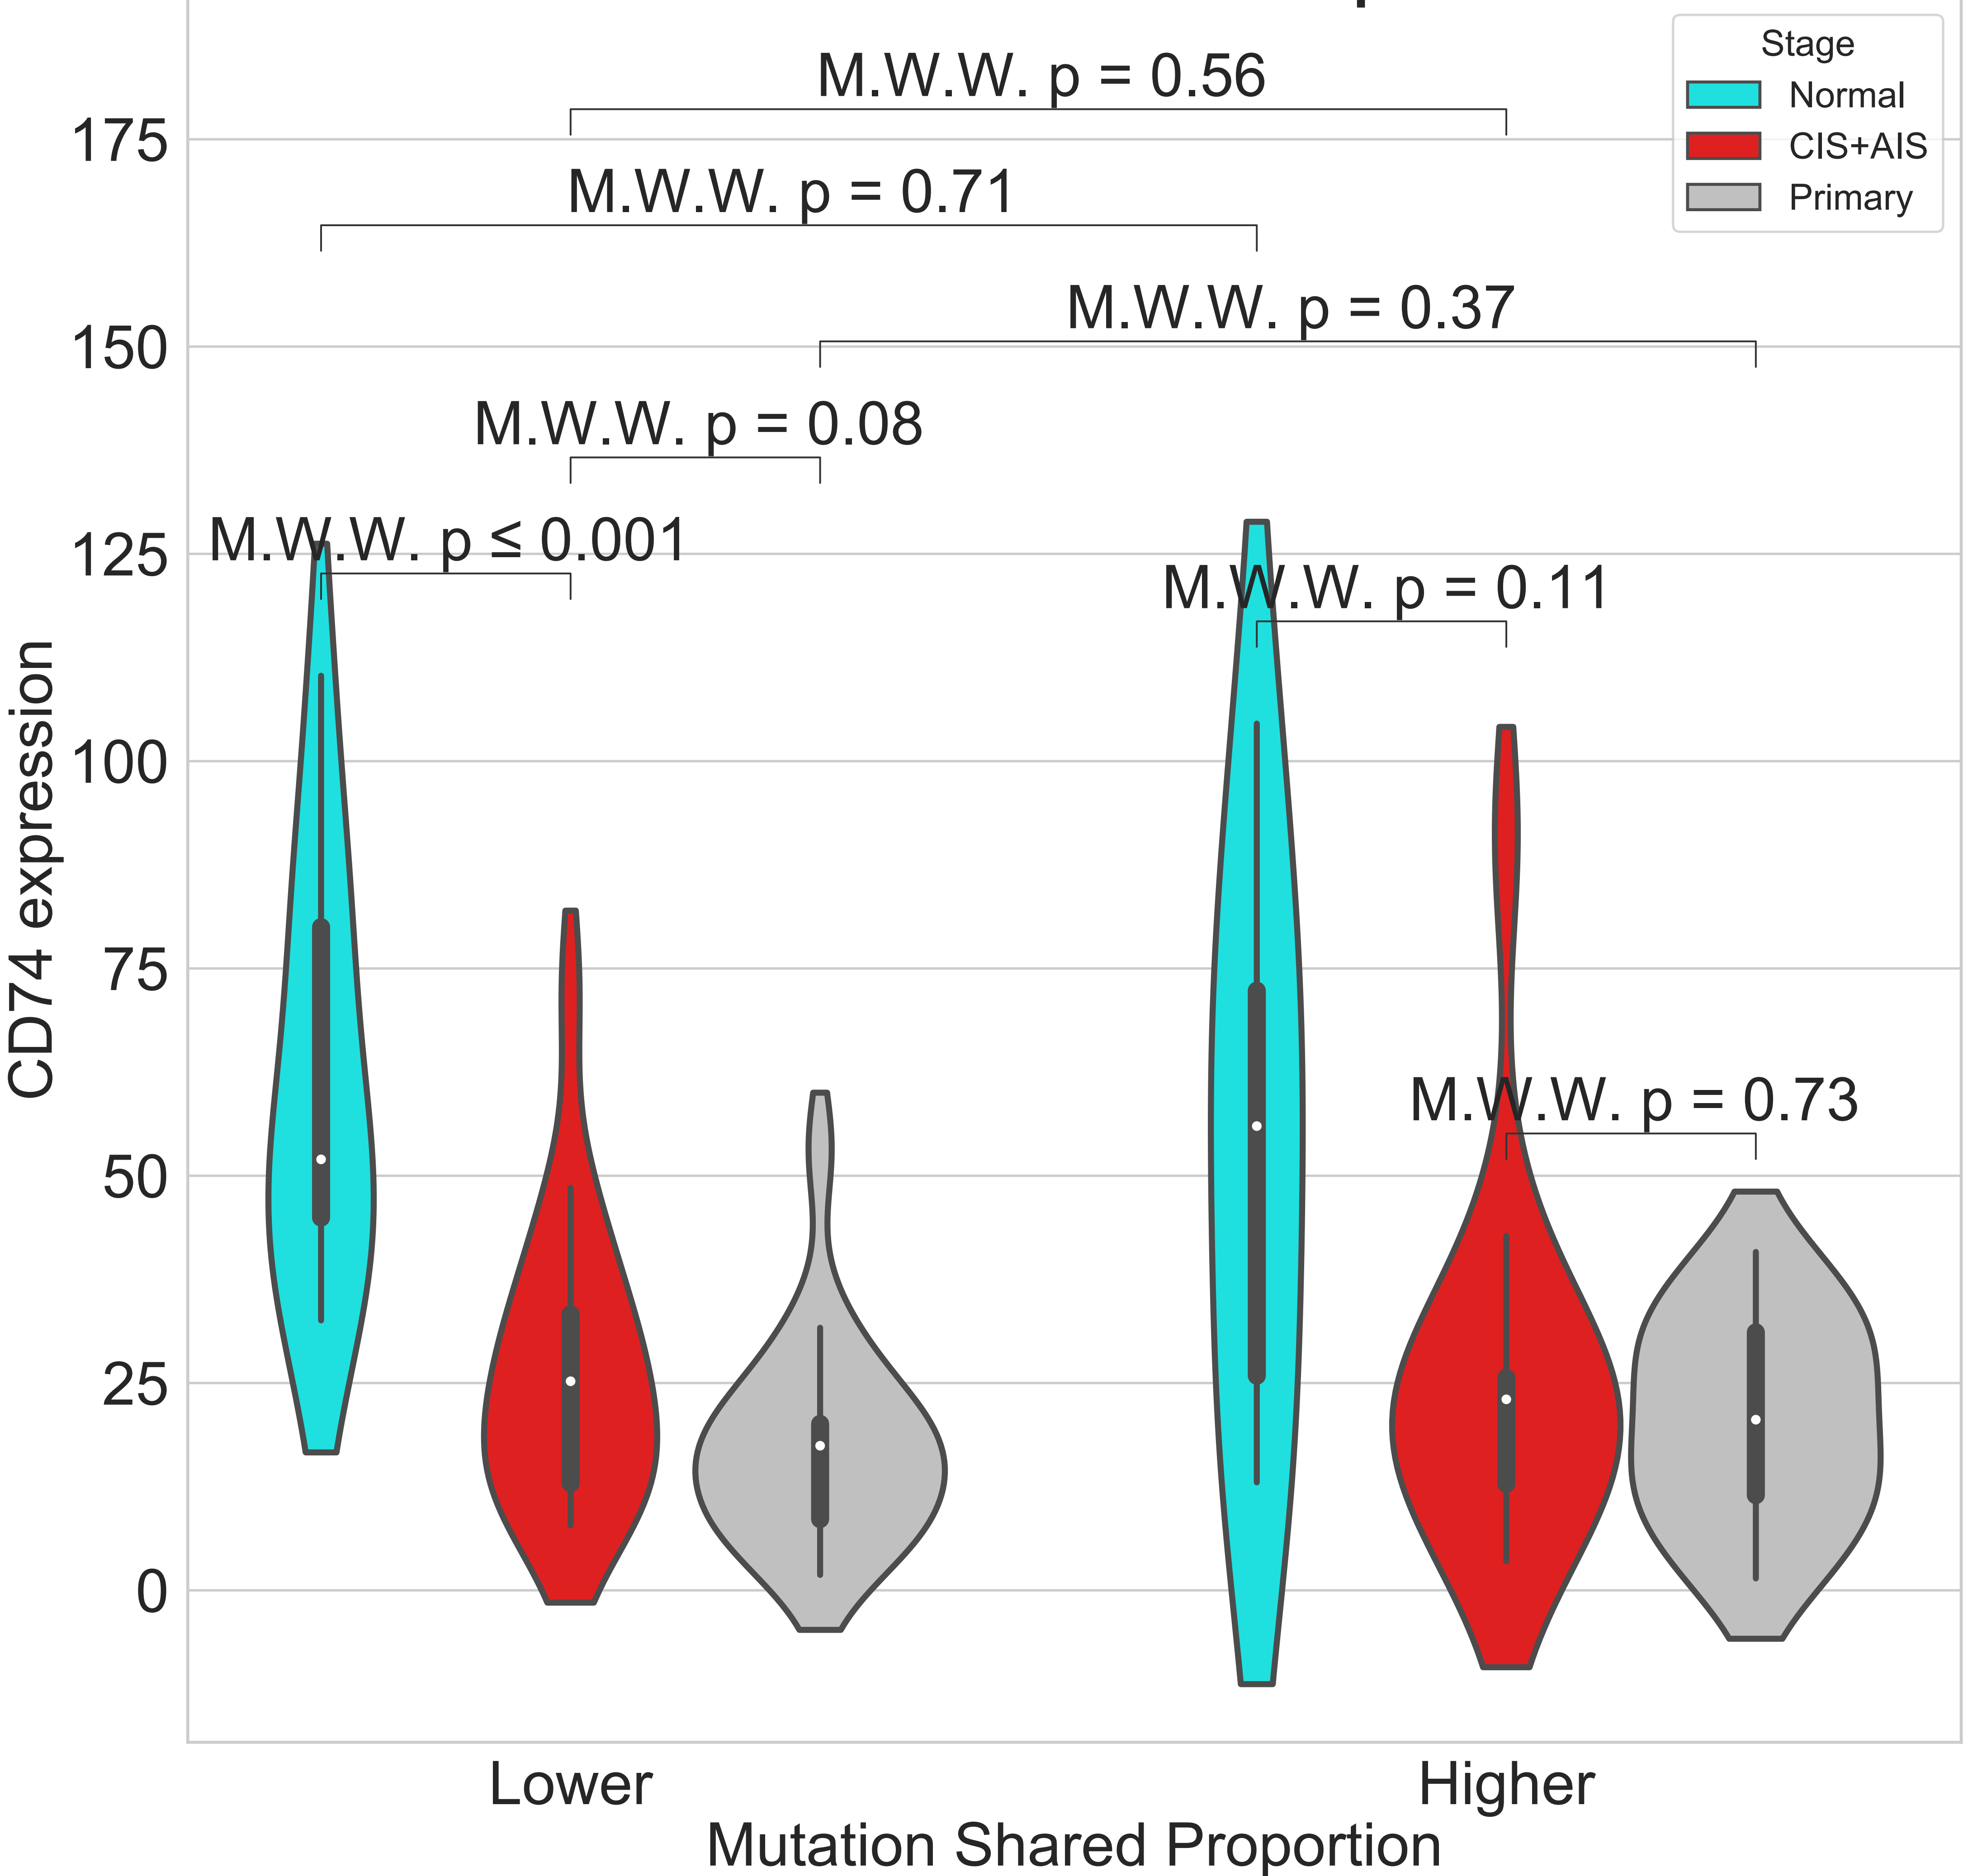 Stage
Normal
CIS+AIS
Primary
M.W.W. p = 0.56
M.W.W. p = 0.71
M.W.W. p = 0.37
M.W.W. p = 0.08
M.W.W. p ≤ 0.001
M.W.W. p = 0.11
M.W.W. p = 0.73
175
150
125
100
75
50
25
0
CD74 expression
Lower
Higher
Mutation Shared Proportion